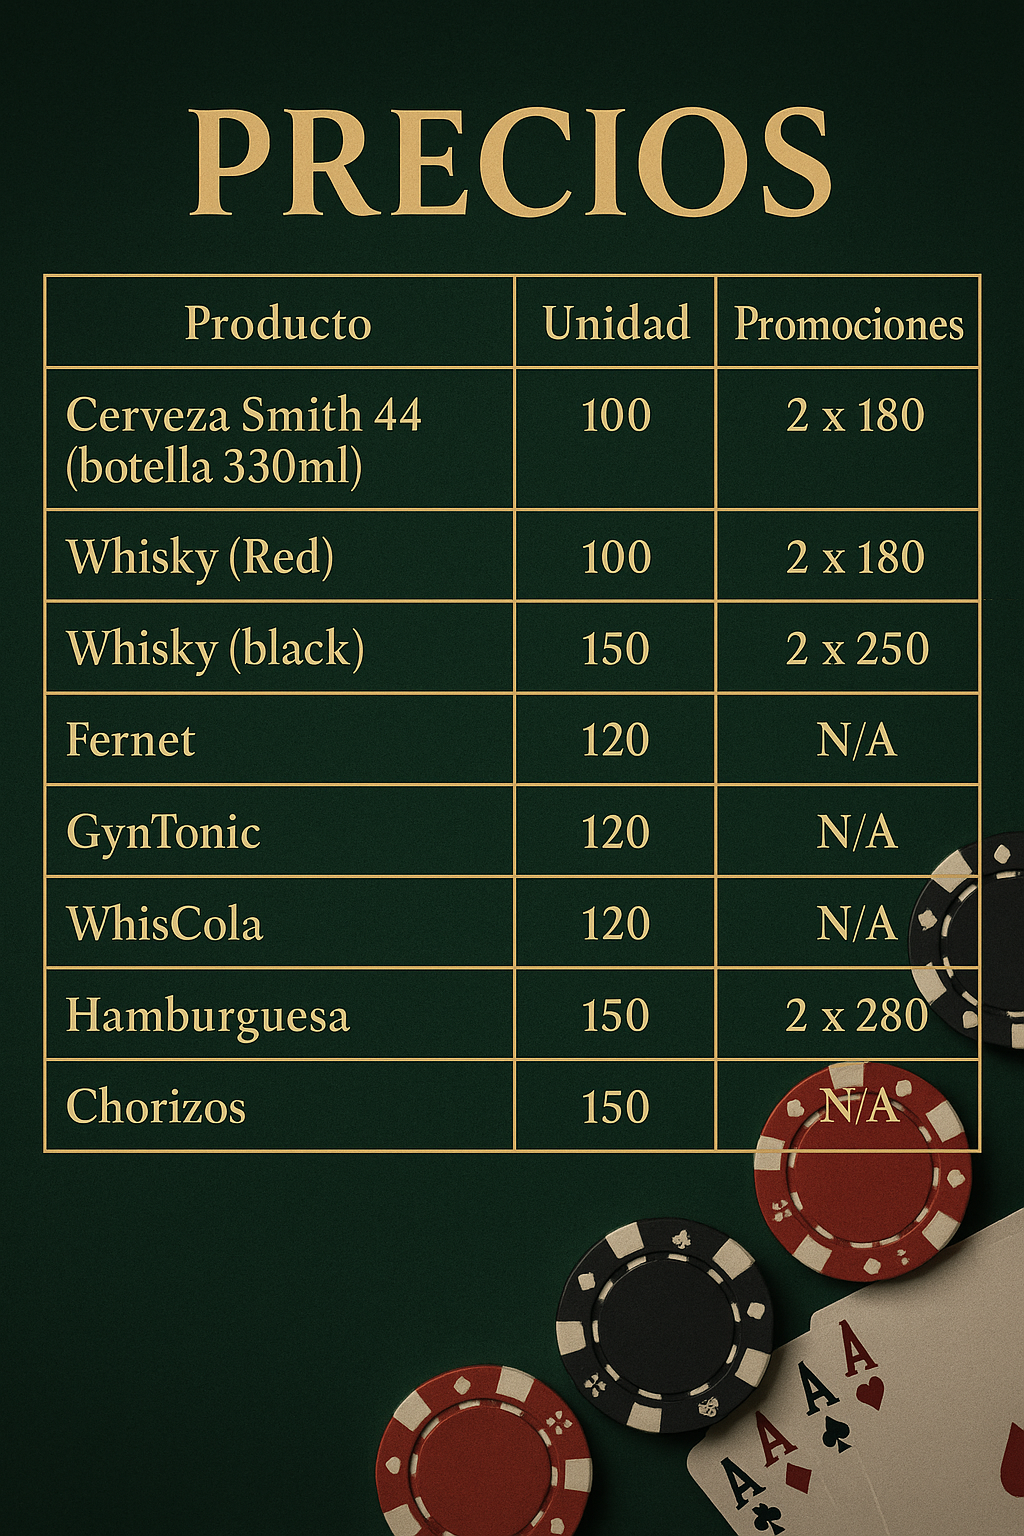 PRECIOS
Producto Unidad Promociones
Cerveza Smith 44 100 2 x 180
(botella 330ml)
Whisky (Red) 100 2 x 180
Whisky (black) 150 2 x 250
Fernet 120 N/A
GynTonic 120 N/A
WhisCola 120 N/A
Hamburguesa 150 2 x 280
Chorizos 150 N/A
A
A
A
A